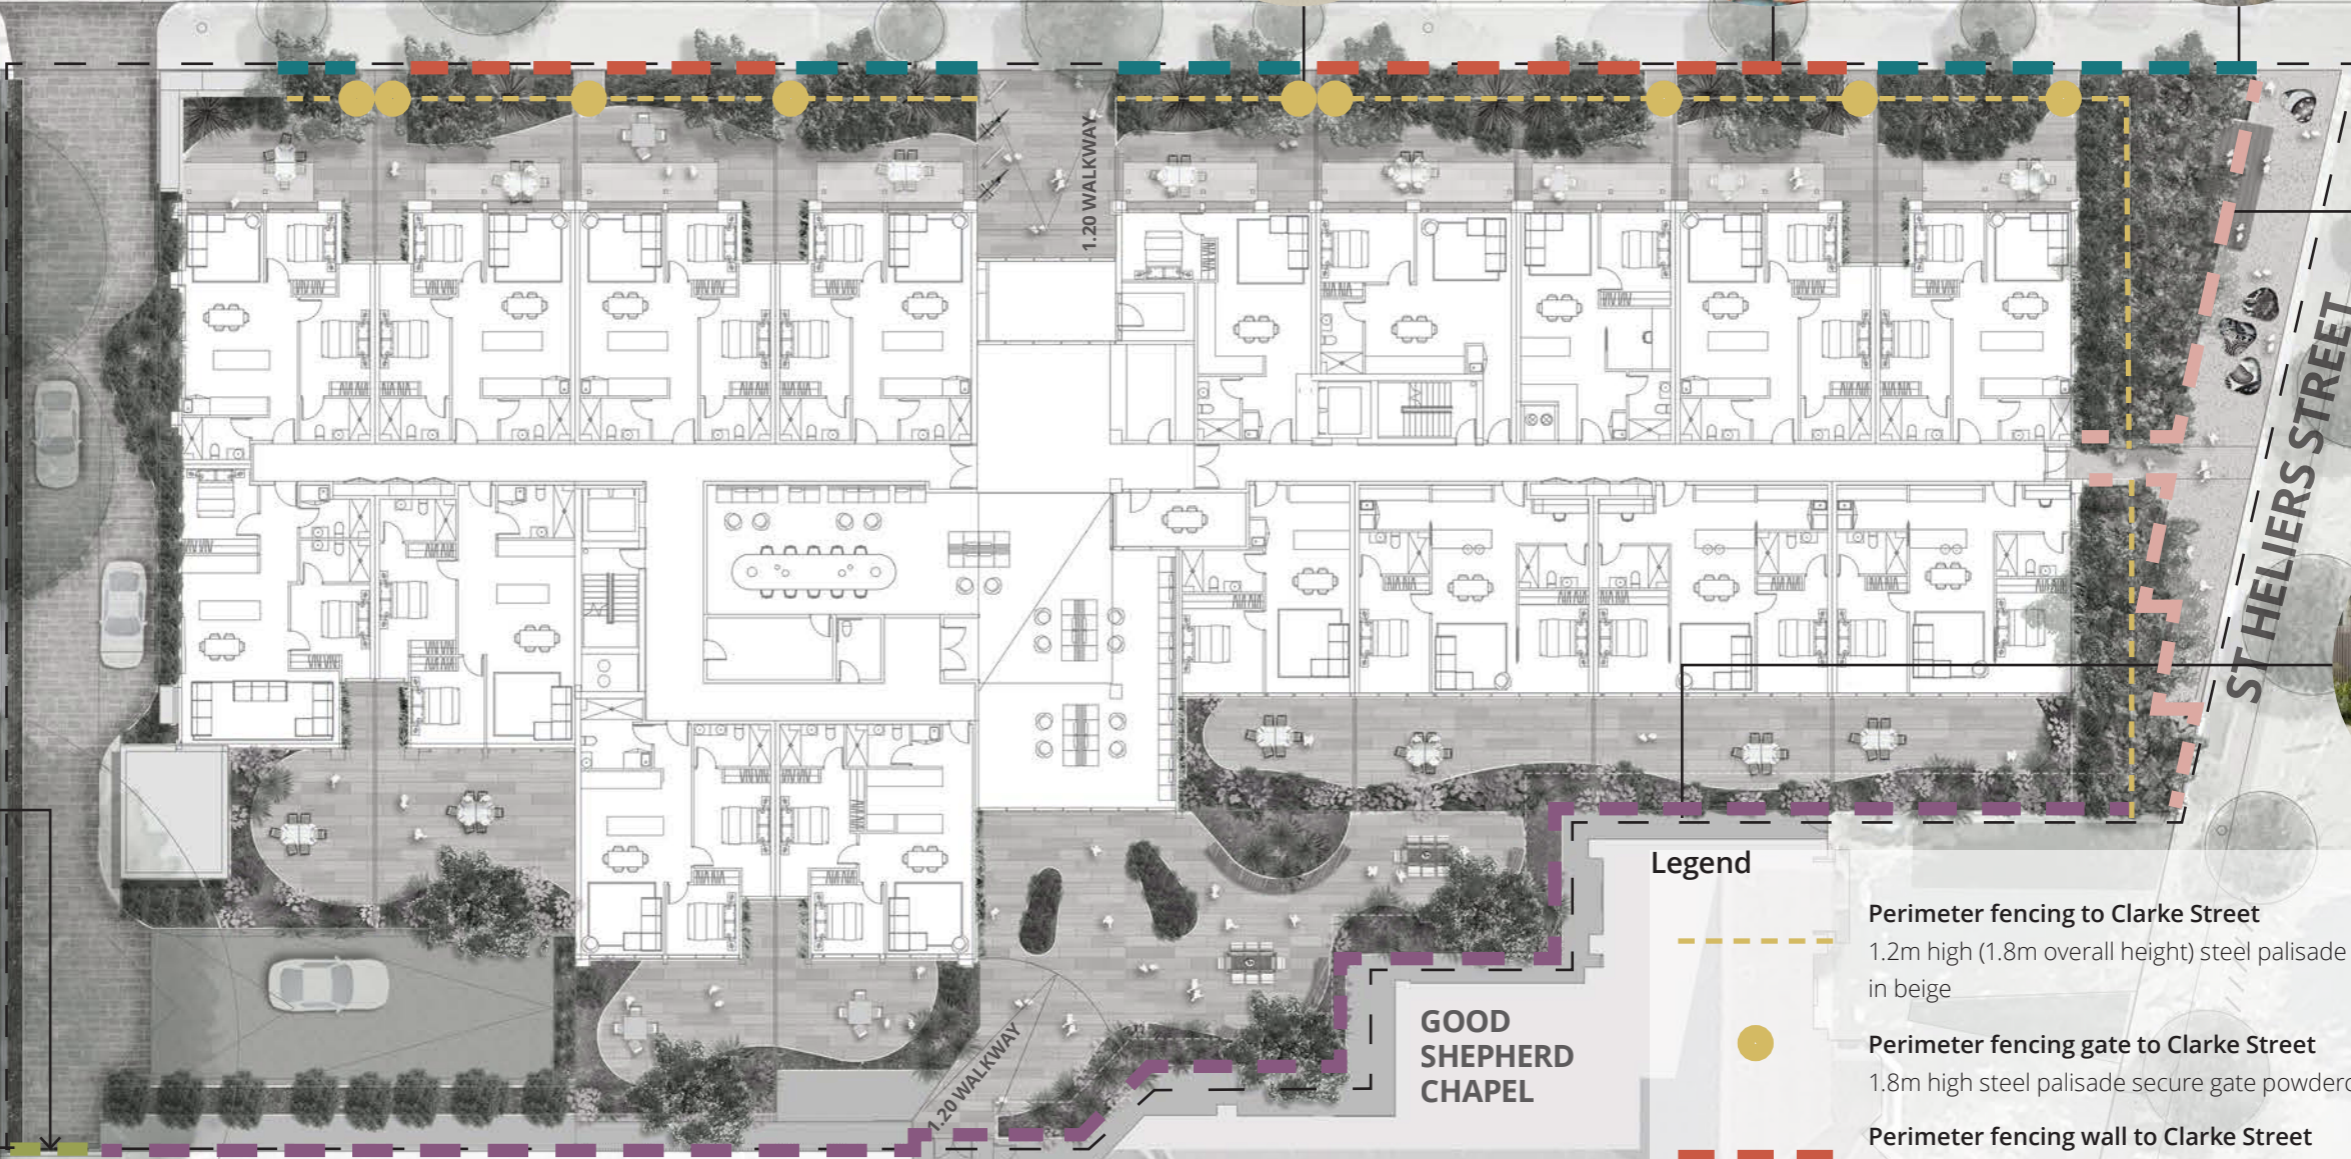 1.20 WALKWAY
ST HELIERS STREET
1.20 WALKWAY
GOOD
SHEPHERD
CHAPEL
Legend
Perimeter fencing to Clarke Street
1.2m high (1.8m overall height) steel palisade
in beige
Perimeter fencing gate to Clarke Street
1.8m high steel palisade secure gate powderc
Perimeter fencing wall to Clarke Street